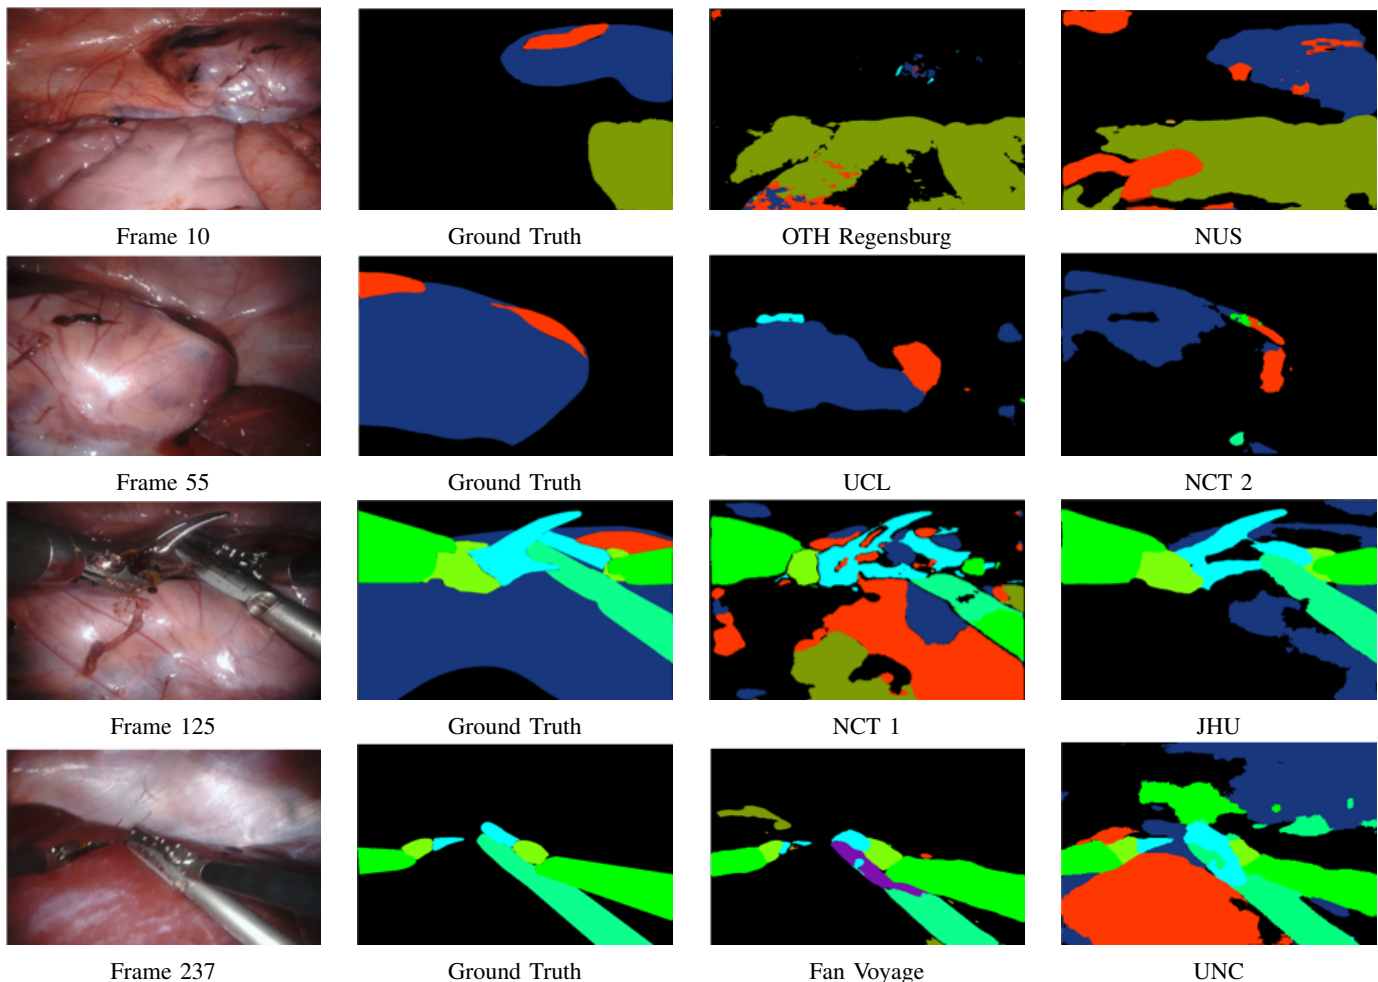 Frame 10 Ground Truth OTH Regensburg NUS
Frame 55 Ground Truth UCL NCT 2
Frame 125 Ground Truth NCT 1 JHU
Frame 237 Ground Truth Fan Voyage UNC